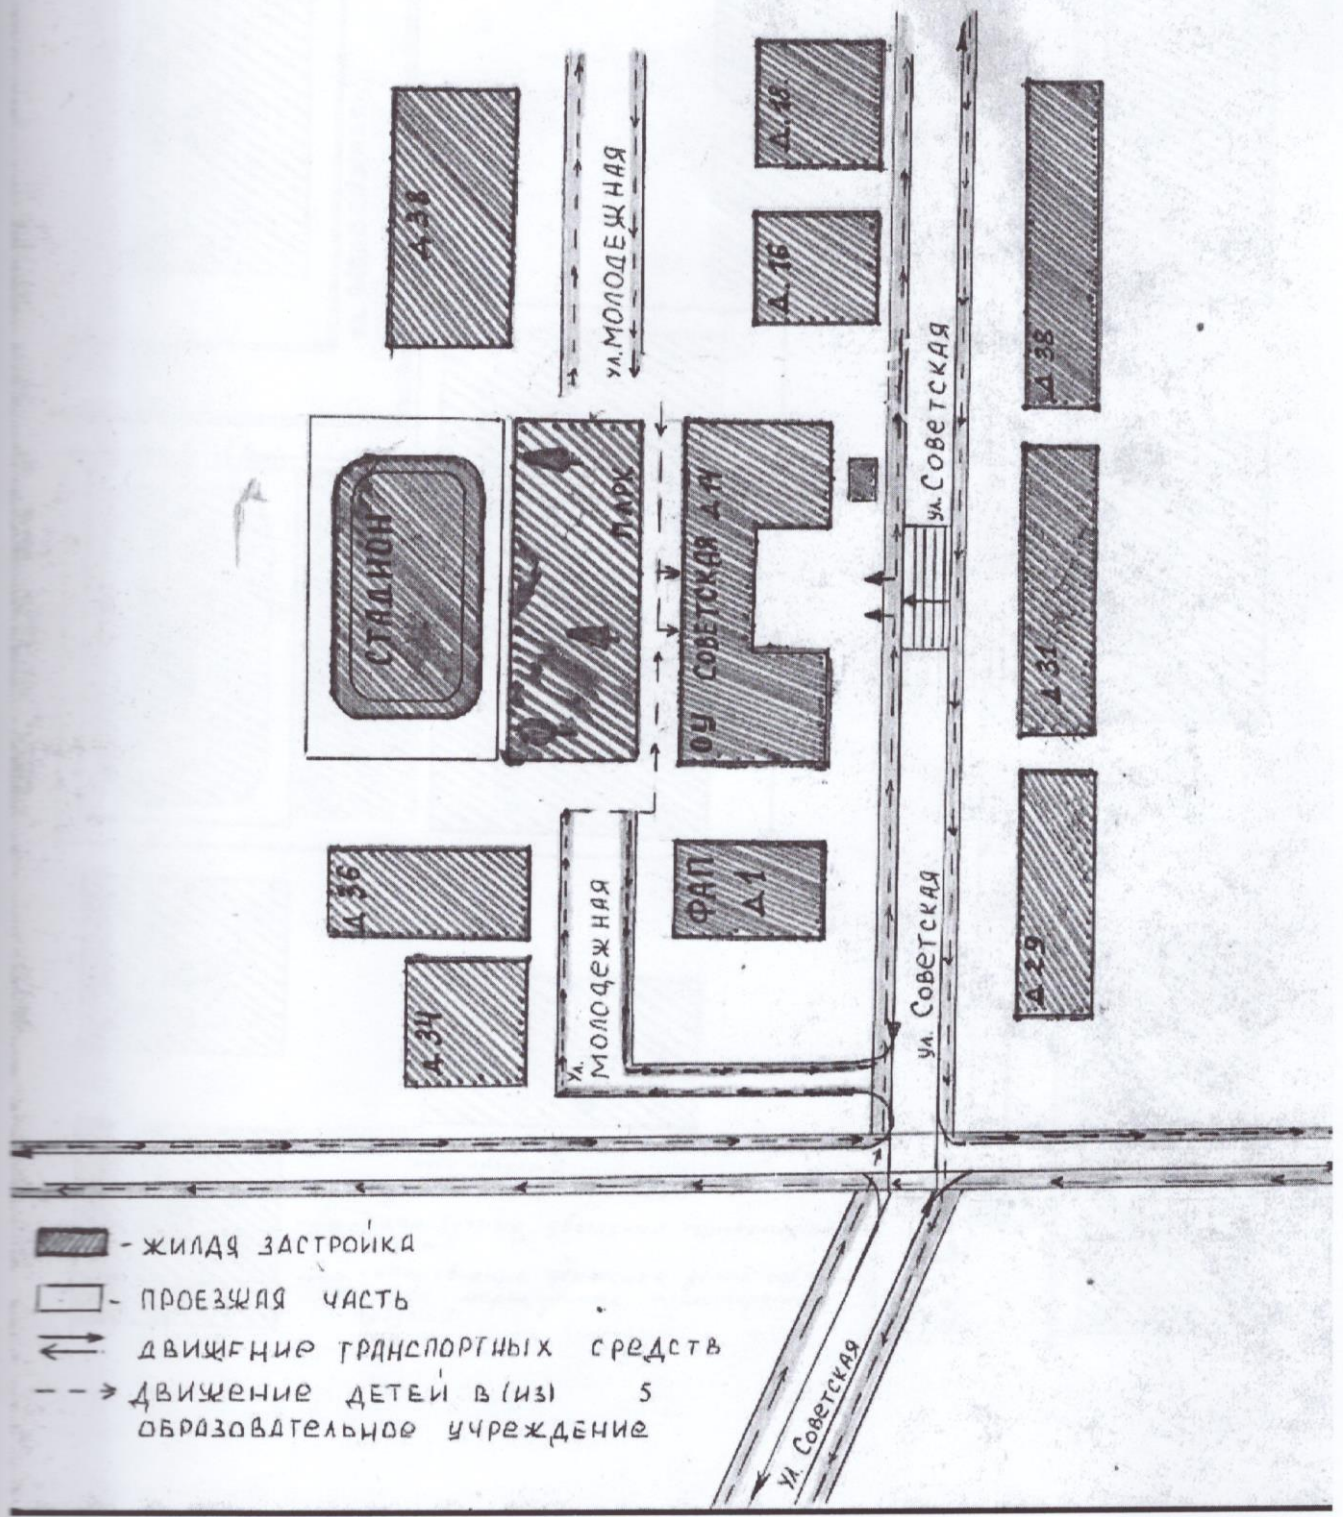 Д.38
ул.МОЛОДЕЖНАЯ
Д.18.
Д.16
Д 38
ул. СОВЕТСКАЯ
СТАДИОН
ПАРК
ОУ СОВЕТСКАЯ Д.14
Д 31
Д 36
Д 34
ул. МОЛОДЕЖНАЯ
ФАП
Д 1
ул. СОВЕТСКАЯ
Д 29
- ЖИЛАЯ ЗАСТРОЙКА
- ПРОЕЗЖАЯ ЧАСТЬ
ДВИЖЕНИЕ ТРАНСПОРТНЫХ СРЕДСТВ
ДВИЖЕНИЕ ДЕТЕЙ В (ИЗ) 5
ОБРАЗОВАТЕЛЬНОЕ УЧРЕЖДЕНИЕ
УЛ. СОВЕТСКАЯ